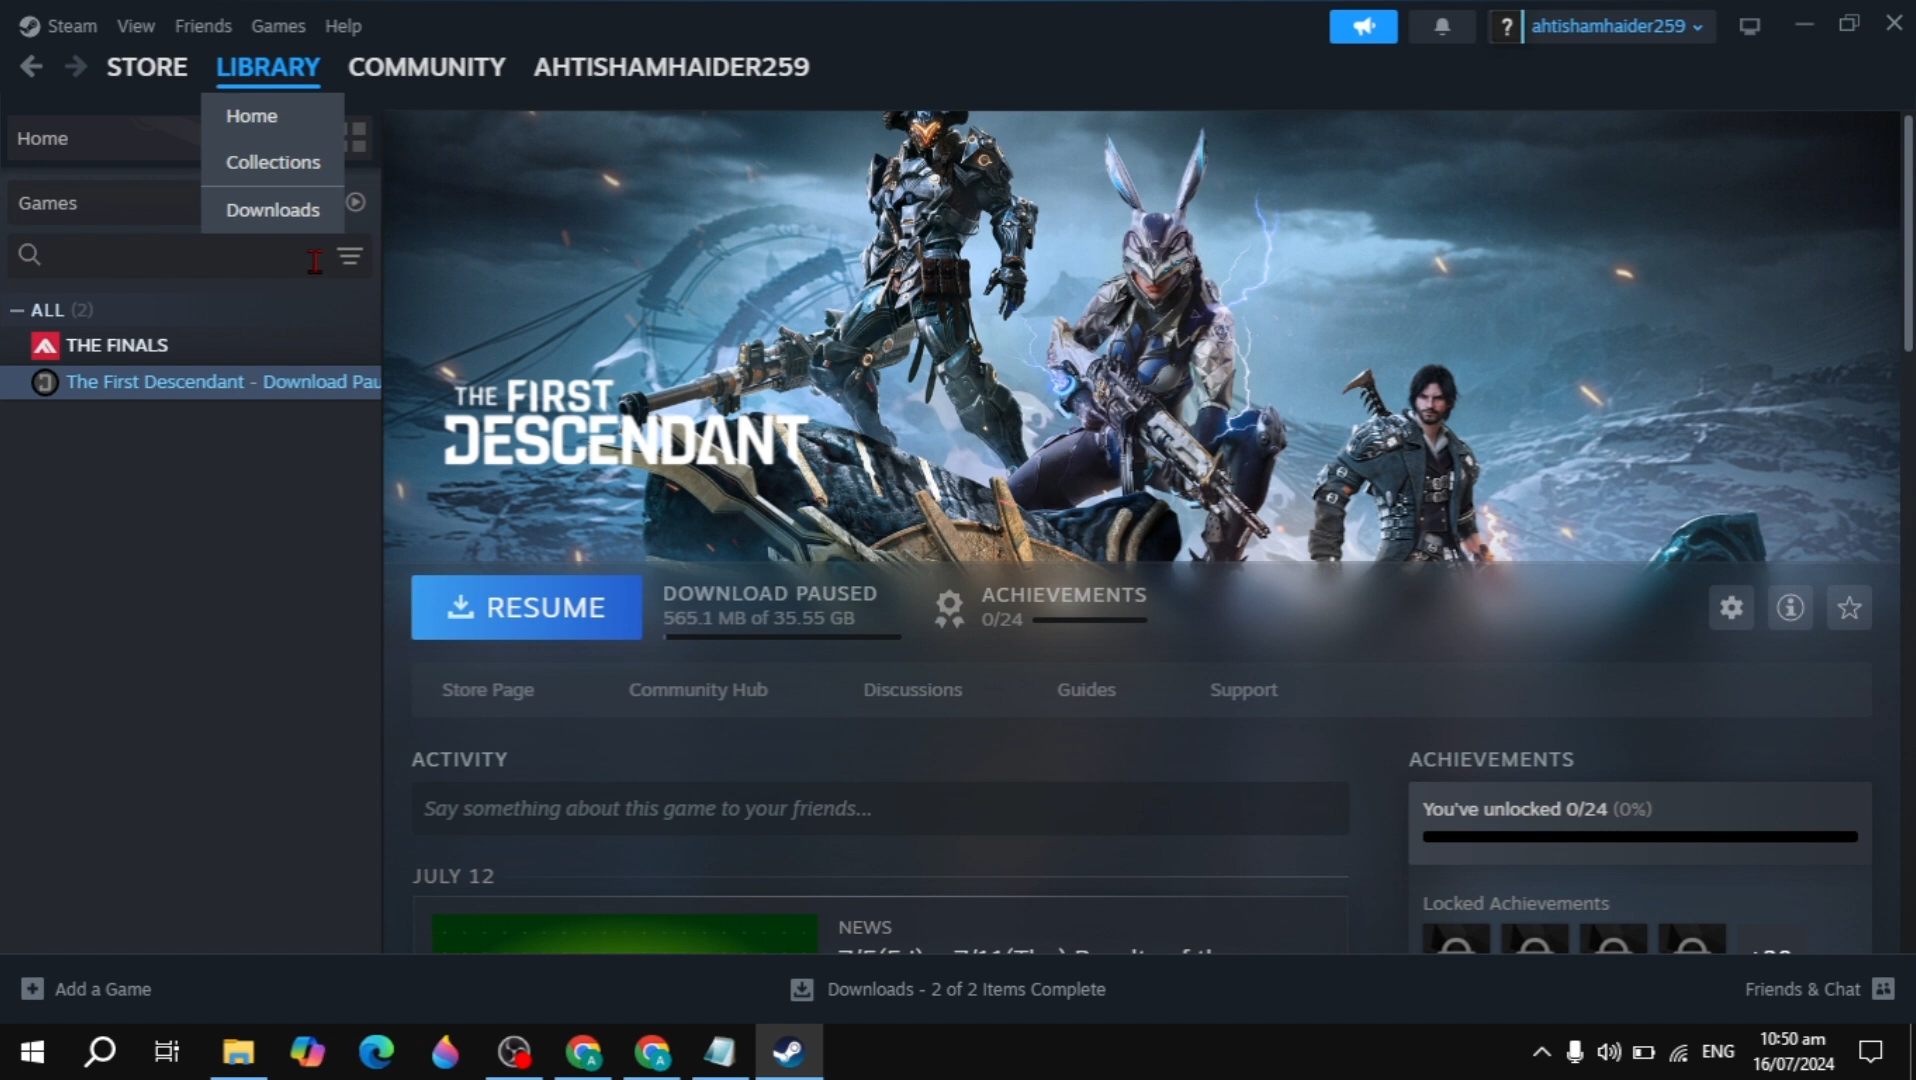 Steam View Friends Games Help
? ahtishamhaider259
STORE LIBRARY COMMUNITY AHTISHAMHAIDER259
Home
Collections
Downloads
Home
Games
ALL (2)
THE FINALS
The First Descendant - Download Pau
THE FIRST
DESCENDANT
RESUME
DOWNLOAD PAUSED
565.1 MB of 35.55 GB
ACHIEVEMENTS
0/24
Store Page Community Hub Discussions Guides Support
ACTIVITY
Say something about this game to your friends...
JULY 12
NEWS
ACHIEVEMENTS
You've unlocked 0/24 (0%)
Locked Achievements
Add a Game
Downloads - 2 of 2 Items Complete
Friends & Chat
ENG
10:50 am
16/07/2024